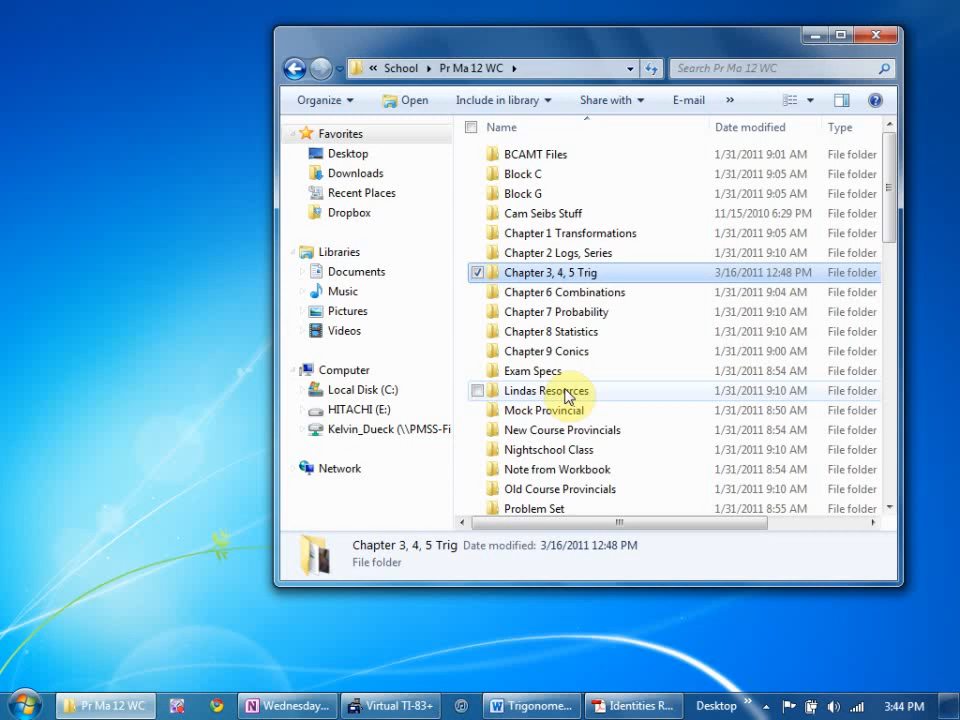 « School ▸ Pr Ma 12 WC ▸
Search Pr Ma 12 WC
Organize ▾ Open Include in library ▾ Share with ▾ E-mail »
Favorites
Desktop
Downloads
Recent Places
Dropbox
Libraries
Documents
Music
Pictures
Videos
Computer
Local Disk (C:)
HITACHI (E:)
Kelvin_Dueck (\\PMSS-Fi
Network
Name Date modified Type
BCAMT Files 1/31/2011 9:01 AM File folder
Block C 1/31/2011 9:05 AM File folder
Block G 1/31/2011 9:05 AM File folder
Cam Seibs Stuff 11/15/2010 6:29 PM File folder
Chapter 1 Transformations 1/31/2011 9:05 AM File folder
Chapter 2 Logs, Series 1/31/2011 9:10 AM File folder
Chapter 3, 4, 5 Trig 3/16/2011 12:48 PM File folder
Chapter 6 Combinations 1/31/2011 9:04 AM File folder
Chapter 7 Probability 1/31/2011 9:10 AM File folder
Chapter 8 Statistics 1/31/2011 9:10 AM File folder
Chapter 9 Conics 1/31/2011 9:00 AM File folder
Exam Specs 1/31/2011 8:54 AM File folder
Lindas Resources 1/31/2011 9:10 AM File folder
Mock Provincial 1/31/2011 8:50 AM File folder
New Course Provincials 1/31/2011 8:54 AM File folder
Nightschool Class 1/31/2011 9:10 AM File folder
Note from Workbook 1/31/2011 8:54 AM File folder
Old Course Provincials 1/31/2011 9:10 AM File folder
Problem Set 1/31/2011 8:55 AM File folder
Chapter 3, 4, 5 Trig Date modified: 3/16/2011 12:48 PM
File folder
Pr Ma 12 WC Wednesday... Virtual TI-83+ Trigonome... Identities R... Desktop » 3:44 PM